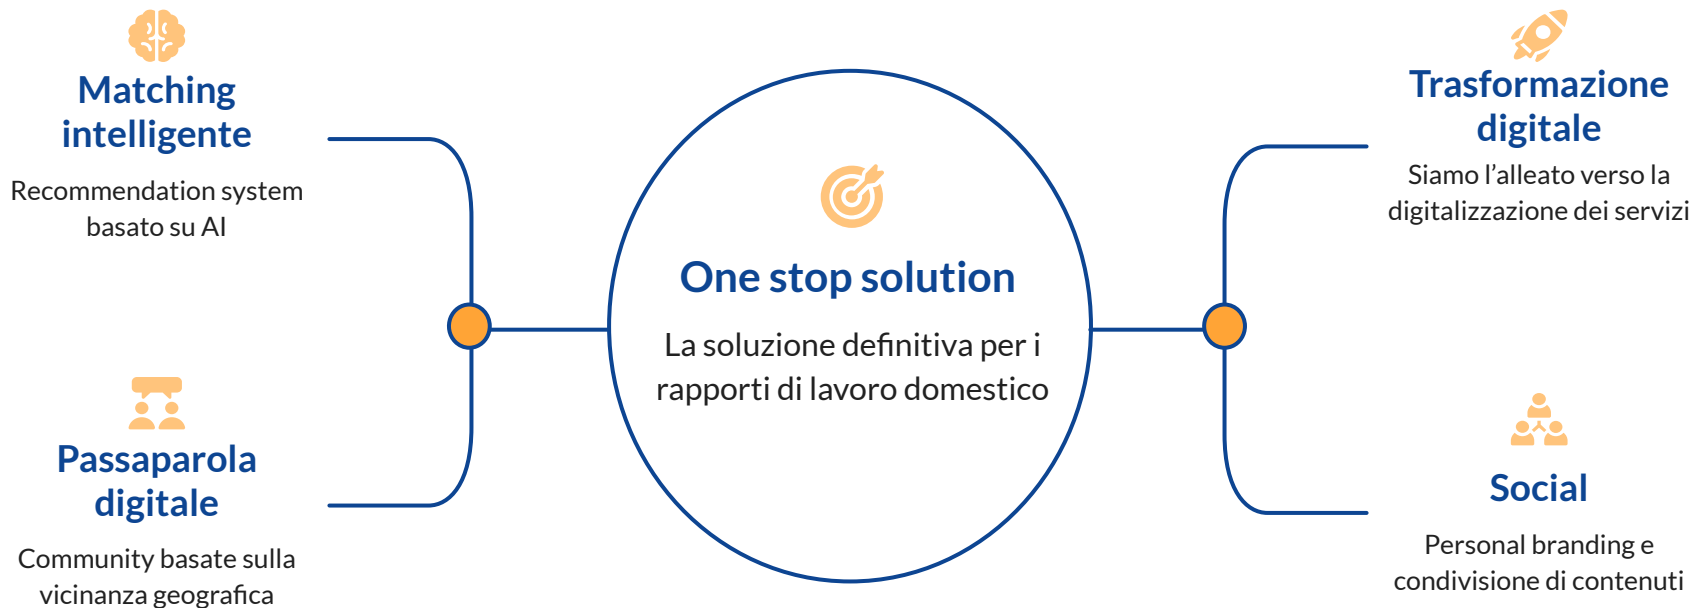 Matching
intelligente
Recommendation system
basato su AI
Passaparola
digitale
Community basate sulla
vicinanza geografica
One stop solution
La soluzione definitiva per i
rapporti di lavoro domestico
Trasformazione
digitale
Siamo l’alleato verso la
digitalizzazione dei servizi
Social
Personal branding e
condivisione di contenuti